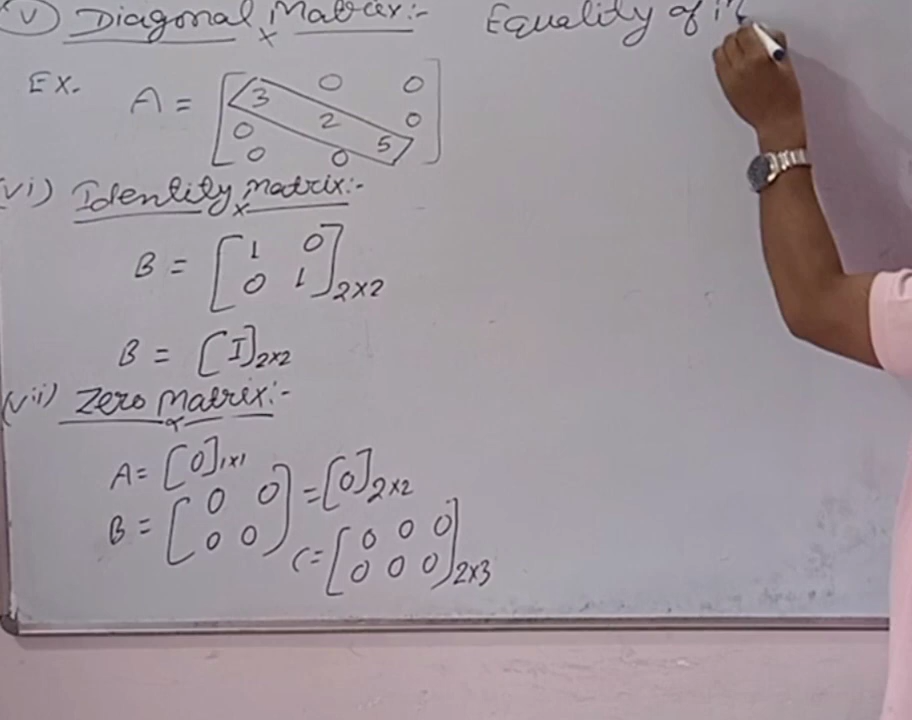 (v) Diagonal Matrix:-
Ex. A = [3 0 0
0 2 0
0 0 5]
(vi) Identity matrix:-
B = [1 0
0 1]2×2
B = [I]2×2
(vii) Zero Matrix:-
A = [0]1×1
B = [0 0
0 0] = [0]2×2
C = [0 0 0
0 0 0]2×3
Equality of